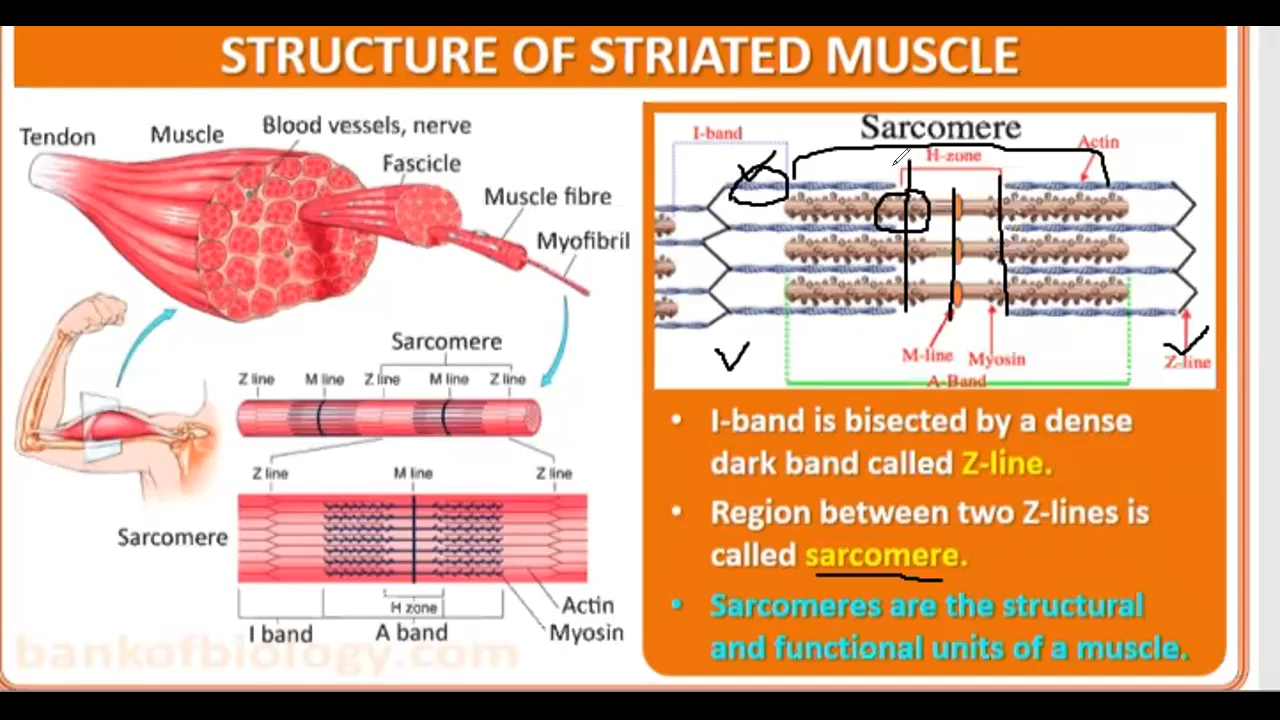 STRUCTURE OF STRIATED MUSCLE
Tendon
Muscle
Blood vessels, nerve
Fascicle
Muscle fibre
Myofibril
Sarcomere
Z line
M line
Z line
M line
Z line
Z line
M line
Z line
Sarcomere
H zone
I band
A band
Actin
Myosin
bankofbiology.com
Sarcomere
I-band
H-zone
Actin
M-line
Myosin
Z-line
A-Band
• I-band is bisected by a dense
dark band called Z-line.
• Region between two Z-lines is
called sarcomere.
• Sarcomeres are the structural
and functional units of a muscle.